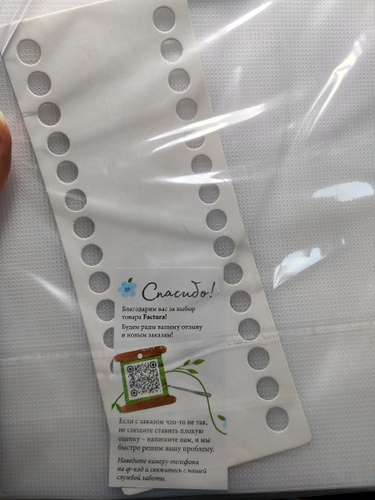 Спасибо!
Благодарим вас за выбор
товара Factura!
Будем рады вашему отзыву
и новым заказам!
Если с заказом что-то не так,
не спешите ставить плохую
оценку – напишите нам, и мы
быстро решим вашу проблему.
Наведите камеру телефона
на qr-код и свяжитесь с нашей
службой заботы.